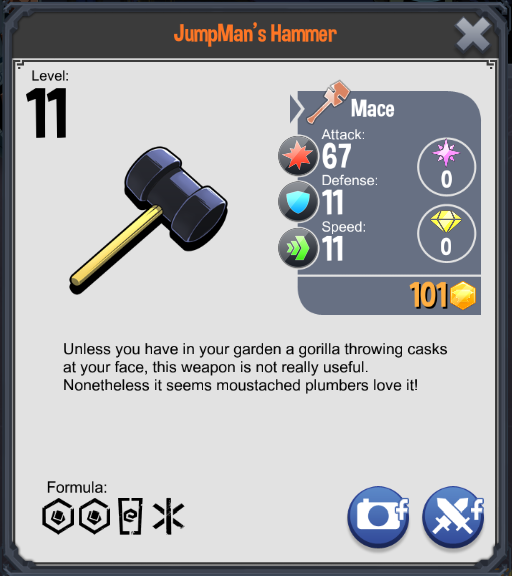 JumpMan's Hammer
Level:
11
Mace
Attack:
67
Defense:
11
Speed:
11
0
0
101
Unless you have in your garden a gorilla throwing casks
at your face, this weapon is not really useful.
Nonetheless it seems moustached plumbers love it!
Formula:
f
f